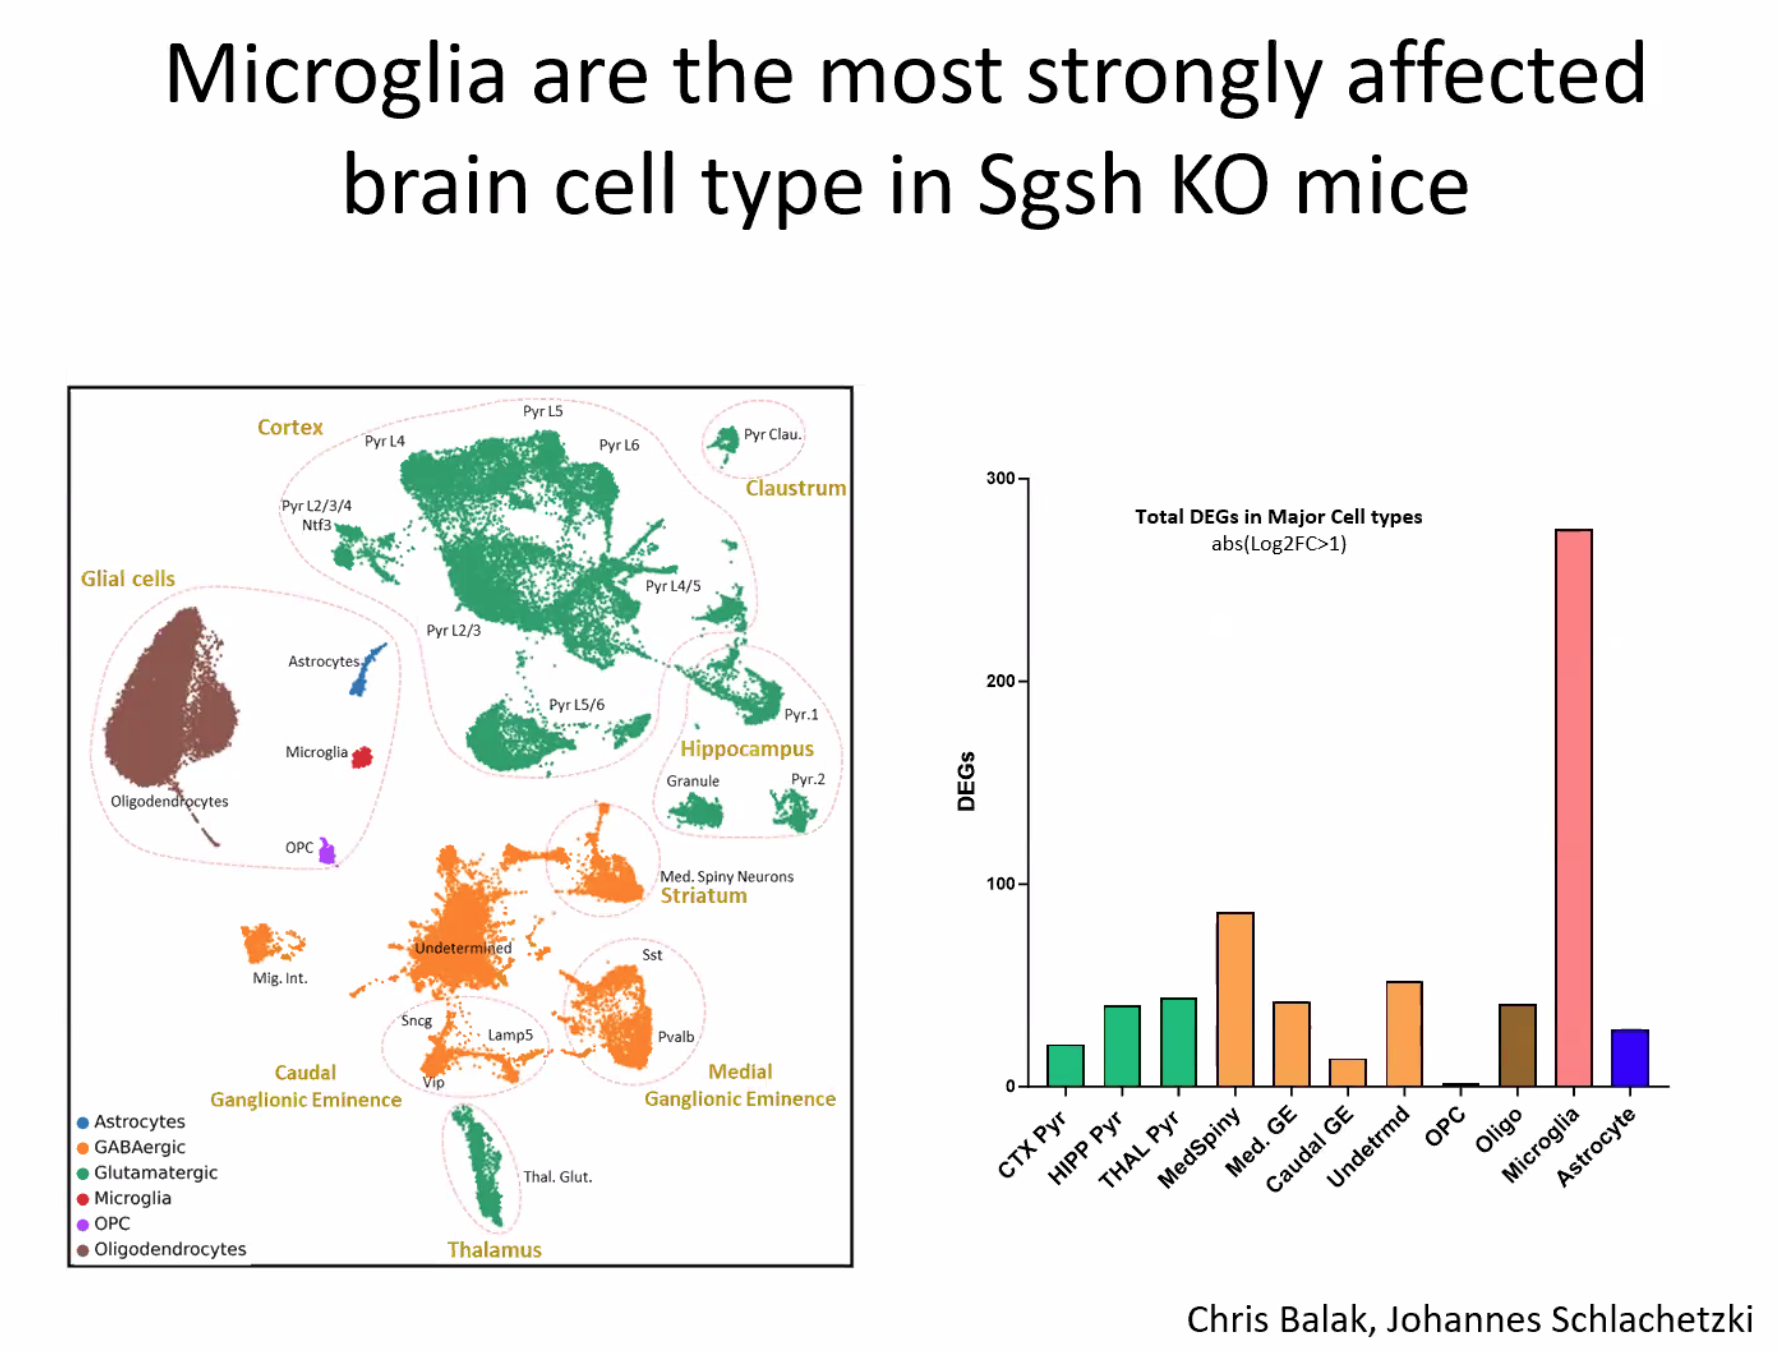 Microglia are the most strongly affected
brain cell type in Sgsh KO mice
Cortex
Pyr L5
Pyr L4
Pyr L6
Pyr Clau.
Claustrum
Pyr L2/3/4
Ntf3
Glial cells
Pyr L4/5
Pyr L2/3
Astrocytes
Pyr L5/6
Pyr.1
Microglia
Hippocampus
Granule
Pyr.2
Oligodendrocytes
OPC
Med. Spiny Neurons
Striatum
Undetermined
Sst
Mig. Int.
Sncg
Lamp5
Pvalb
Vip
Caudal
Ganglionic Eminence
Medial
Ganglionic Eminence
Thal. Glut.
Thalamus
Astrocytes
GABAergic
Glutamatergic
Microglia
OPC
Oligodendrocytes
Total DEGs in Major Cell types
abs(Log2FC>1)
DEGs
300
200
100
0
CTX Pyr
HIPP Pyr
THAL Pyr
MedSpiny
Med. GE
Caudal GE
Undetrmd
OPC
Oligo
Microglia
Astrocyte
Chris Balak, Johannes Schlachetzki